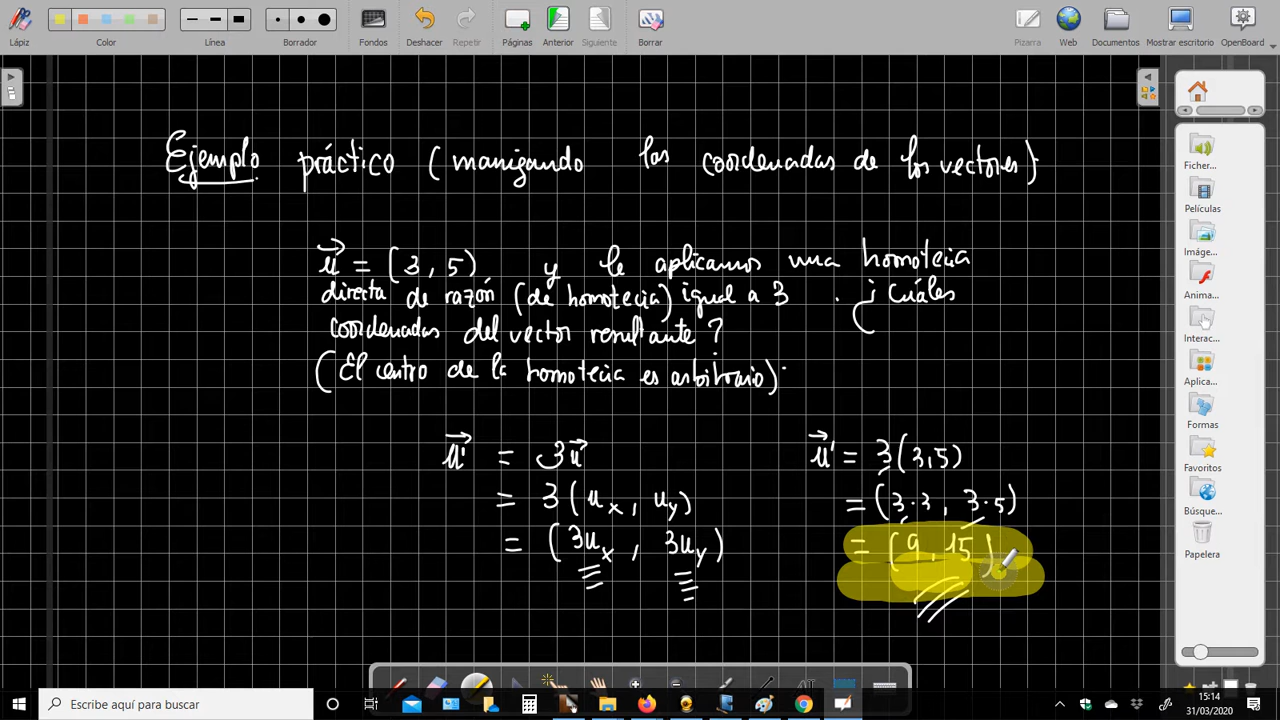 Lápiz Color Línea Borrador Fondos Deshacer Repetir Páginas Anterior Siguiente Borrar Pizarra Web Documentos Mostrar escritorio OpenBoard
Ejemplo práctico (manigando las coordenadas de los vectores):
u = (3, 5) y le aplicamos una homotecia
directa de razón (de homotecia) igual a 3 . ¿ Cuáles
coordenadas del vector resultante ?
(El centro de la homotecia es arbitrario).
u' = 3u
= 3(ux, uy)
= (3ux, 3uy)
u' = 3(3,5)
= (3·3, 3·5)
= (9, 15)
Ficher...
Películas
Imáge...
Anima...
Interac...
Aplica...
Formas
Favoritos
Búsque...
Papelera
Escribe aquí para buscar
15:14
31/03/2020